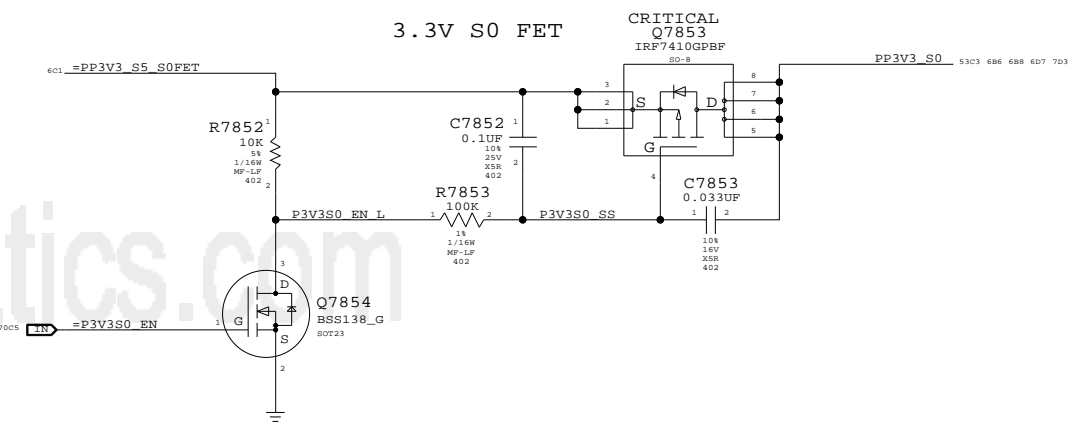 3.3V S0 FET
CRITICAL
Q7853
IRF7410GPBF
SO-8
6C1 =PP3V3_S5_S0FET
PP3V3_S0 53C3 6B6 6B8 6D7 7D3
3
2
1
S
D
G
8
7
6
5
4
R7852
10K
5%
1/16W
MF-LF
402
1
2
C7852
0.1UF
10%
25V
X5R
402
1
2
R7853
100K
1%
1/16W
MF-LF
402
1
2
C7853
0.033UF
10%
16V
X5R
402
1
2
P3V3S0_EN_L
P3V3S0_SS
tics.com
3
D
G
S
1
2
Q7854
BSS138_G
SOT23
70C5 IN =P3V3S0_EN